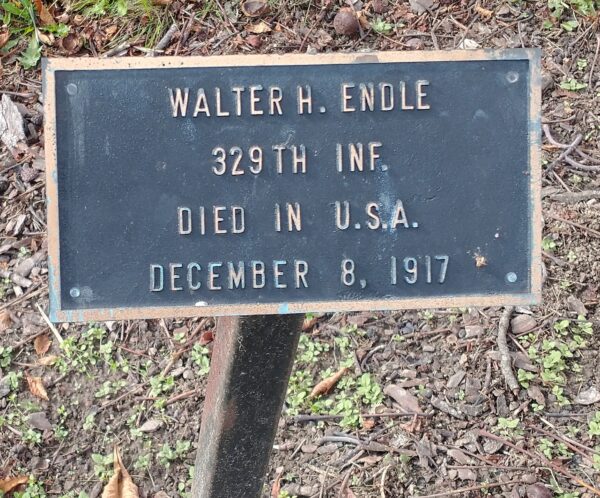 WALTER H. ENDLE
329TH INF.
DIED IN U.S.A.
DECEMBER 8, 1917